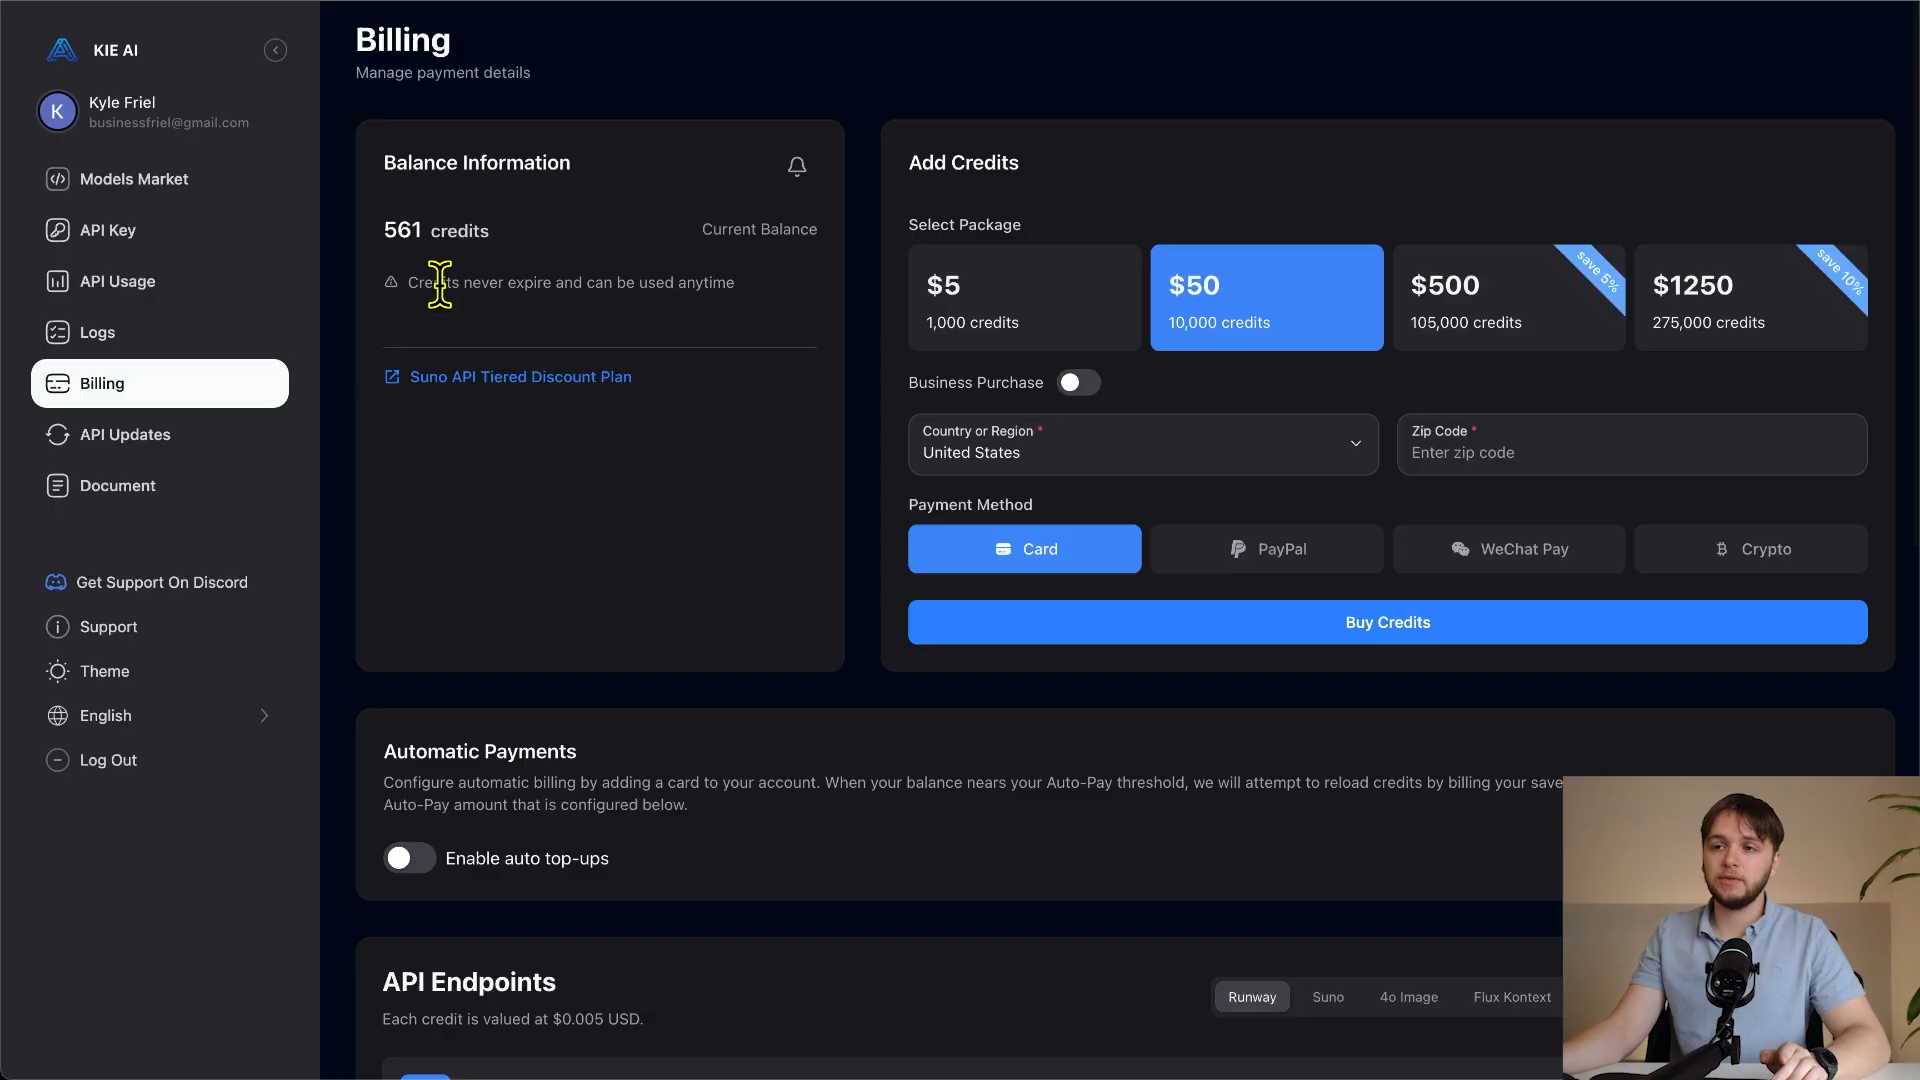 KIE AI
K
Kyle Friel
businessfriel@gmail.com
Models Market
API Key
API Usage
Logs
Billing
API Updates
Document
Get Support On Discord
Support
Theme
English
Log Out
Billing
Manage payment details
Balance Information
561 credits
Current Balance
Credits never expire and can be used anytime
Suno API Tiered Discount Plan
Add Credits
Select Package
$5
1,000 credits
$50
10,000 credits
$500
105,000 credits
save 5%
$1250
275,000 credits
save 10%
Business Purchase
Country or Region *
United States
Zip Code *
Enter zip code
Payment Method
Card
PayPal
WeChat Pay
Crypto
Buy Credits
Automatic Payments
Configure automatic billing by adding a card to your account. When your balance nears your Auto-Pay threshold, we will attempt to reload credits by billing your save
Auto-Pay amount that is configured below.
Enable auto top-ups
API Endpoints
Each credit is valued at $0.005 USD.
Runway
Suno
4o Image
Flux Kontext